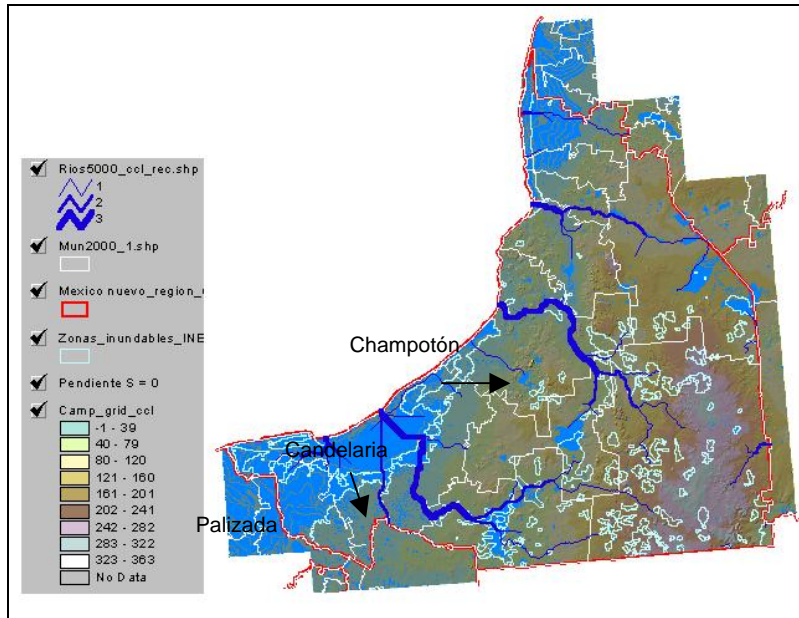 Rios5000_ccl_rec.shp
1
2
3
Mun2000_1.shp
Mexico nuevo_region_
Zonas_inundables_INE
Pendiente S = 0
Camp_grid_ccl
-1 - 39
40 - 79
80 - 120
121 - 160
161 - 201
202 - 241
242 - 282
283 - 322
323 - 363
No Data
Champotón
Candelaria
Palizada